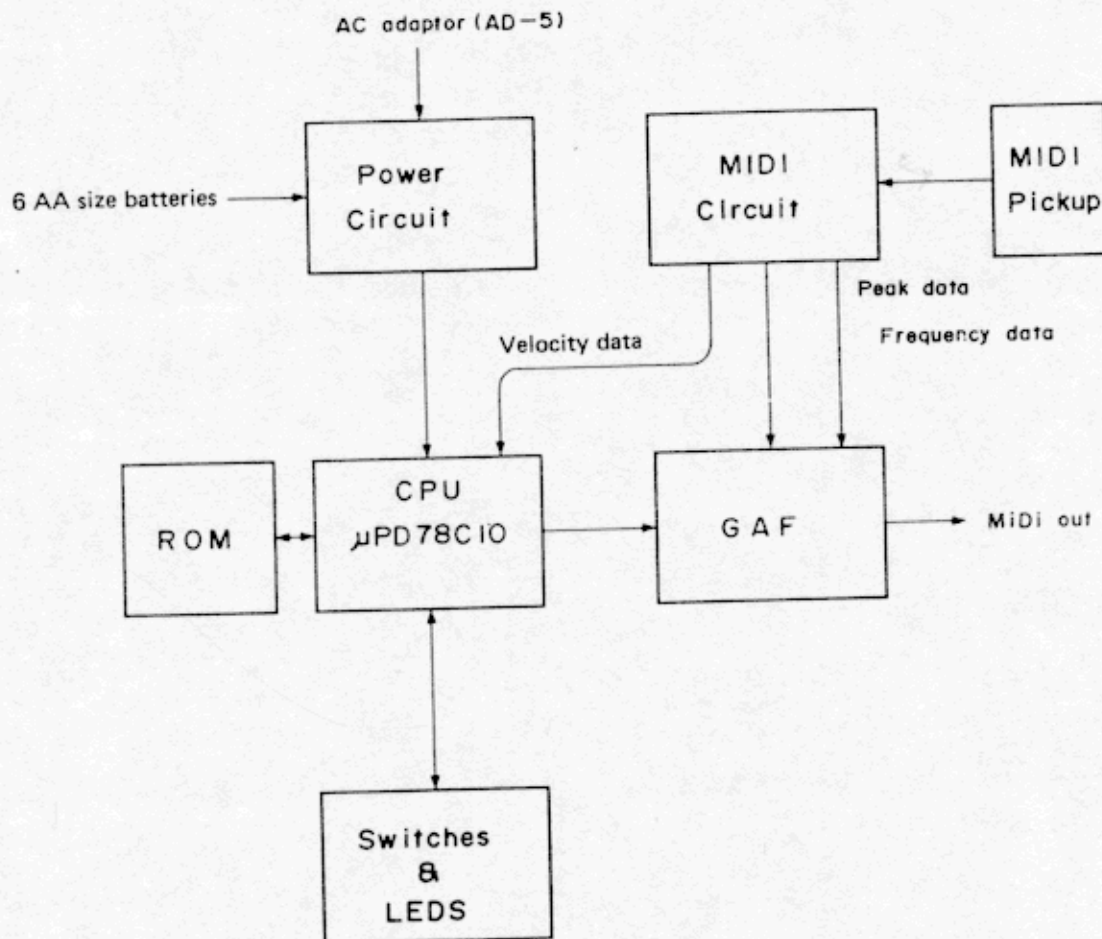 AC adaptor (AD-5)
Power
Circuit
MIDI
CIrcuit
MIDI
Pickup
6 AA size batteries
Peak data
Frequency data
Velocity data
ROM
CPU
μPD78C10
GAF
MiDi out
Switches
&
LEDS